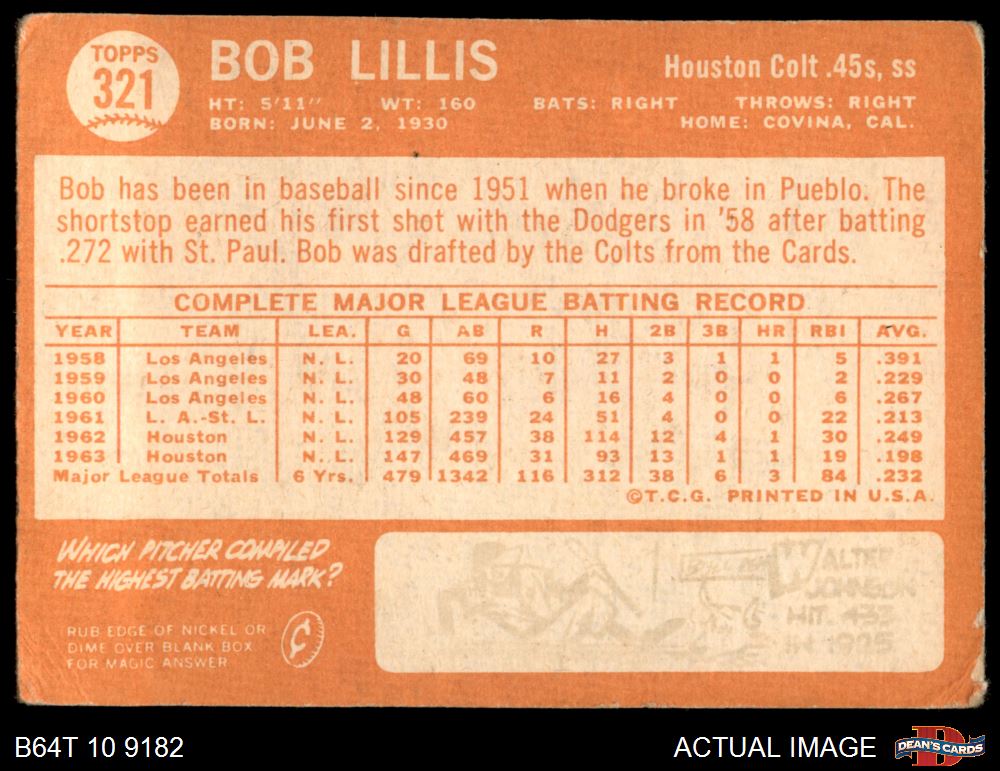 TOPPS
321
BOB LILLIS
Houston Colt .45s, ss
HT: 5'11" WT: 160 BATS: RIGHT THROWS: RIGHT
BORN: JUNE 2, 1930 HOME: COVINA, CAL.
Bob has been in baseball since 1951 when he broke in Pueblo. The
shortstop earned his first shot with the Dodgers in '58 after batting
.272 with St. Paul. Bob was drafted by the Colts from the Cards.
COMPLETE MAJOR LEAGUE BATTING RECORD
YEAR TEAM LEA. G AB R H 2B 3B HR RBI AVG.
1958 Los Angeles N. L. 20 69 10 27 3 1 1 5 .391
1959 Los Angeles N. L. 30 48 7 11 2 0 0 2 .229
1960 Los Angeles N. L. 48 60 6 16 4 0 0 6 .267
1961 L. A.-St. L. N. L. 105 239 24 51 4 0 0 22 .213
1962 Houston N. L. 129 457 38 114 12 4 1 30 .249
1963 Houston N. L. 147 469 31 93 13 1 1 19 .198
Major League Totals 6 Yrs. 479 1342 116 312 38 6 3 84 .232
©T.C.G. PRINTED IN U.S.A.
WHICH PITCHER COMPILED
THE HIGHEST BATTING MARK?
RUB EDGE OF NICKEL OR
DIME OVER BLANK BOX
FOR MAGIC ANSWER
WALTER
JOHNSON
HIT .433
IN 1925
B64T 10 9182
ACTUAL IMAGE
DEAN'S CARDS